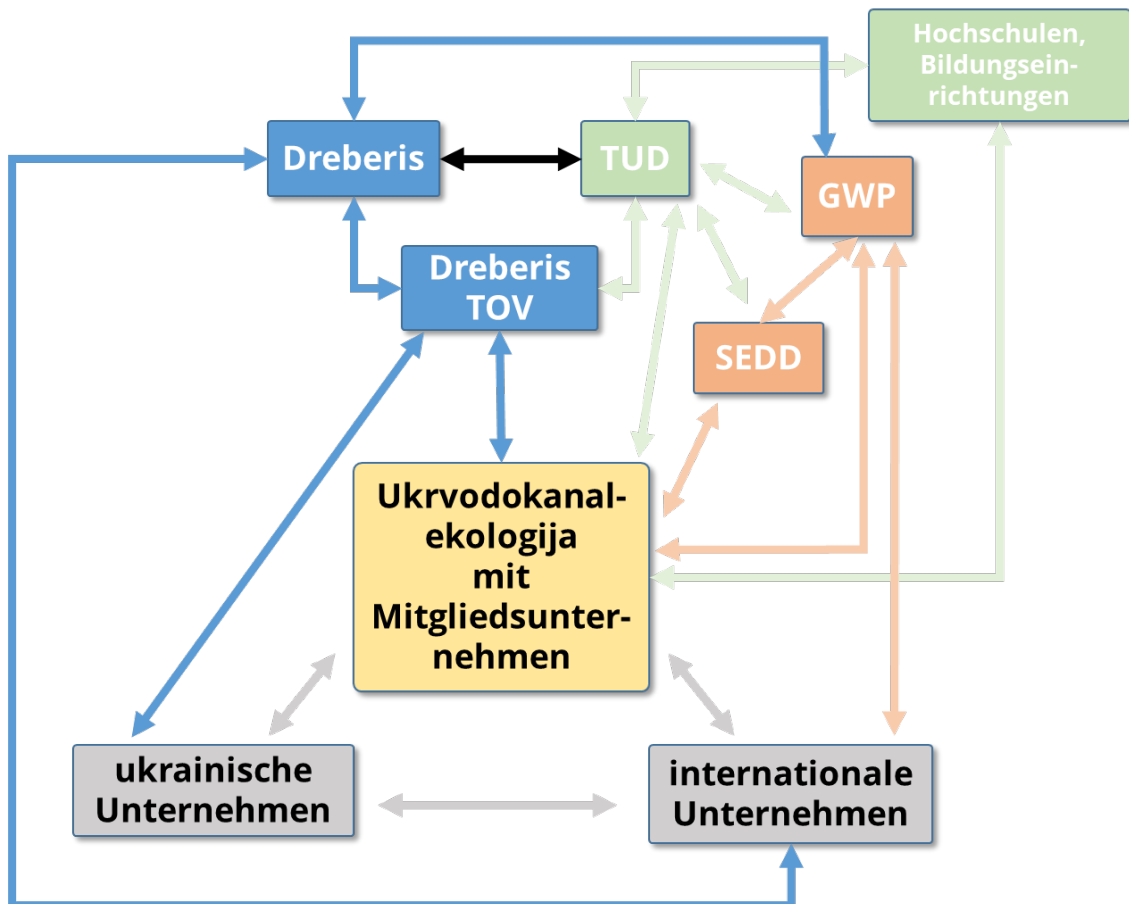 Hochschulen,
Bildungsein-
richtungen
Dreberis
TUD
GWP
Dreberis
TOV
SEDD
Ukrvodokanal-
ekologija
mit
Mitgliedsunter-
nehmen
ukrainische
Unternehmen
internationale
Unternehmen